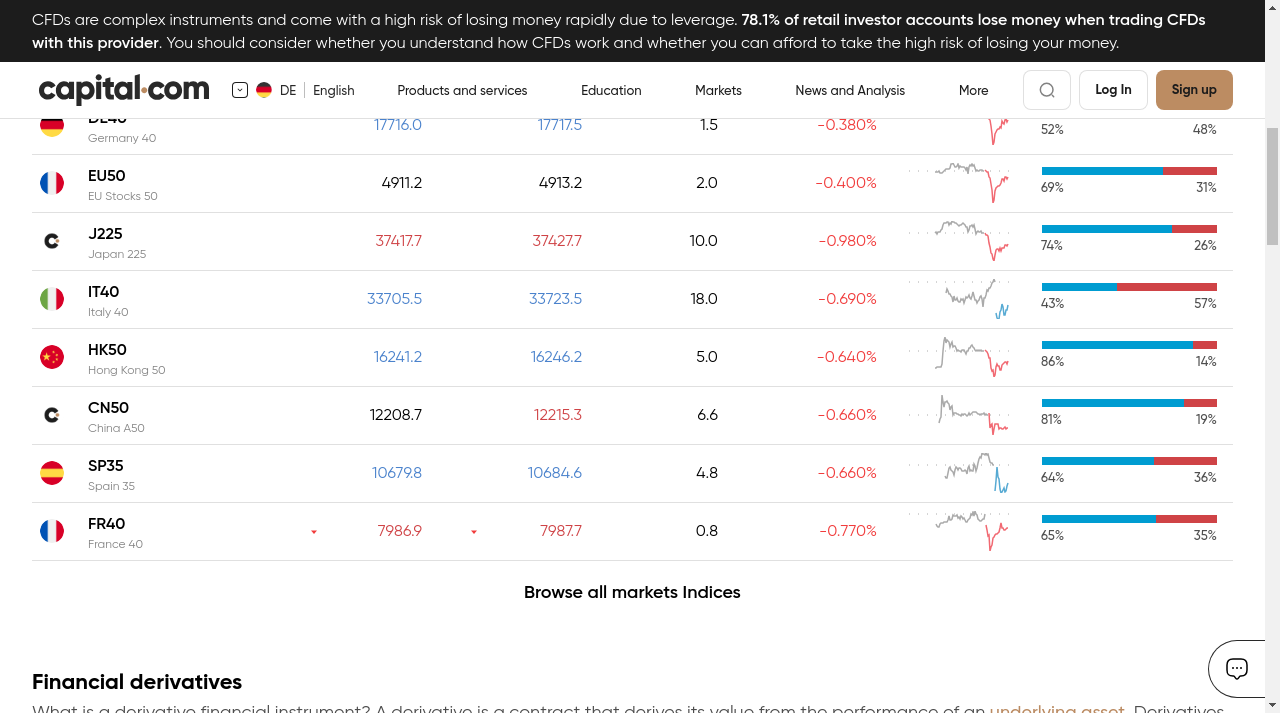 CFDs are complex instruments and come with a high risk of losing money rapidly due to leverage. 78.1% of retail investor accounts lose money when trading CFDs
with this provider. You should consider whether you understand how CFDs work and whether you can afford to take the high risk of losing your money.
capital.com DE English Products and services Education Markets News and Analysis More Log In Sign up
DE40 17716.0 17717.5 1.5 -0.380%
Germany 40 52% 48%
EU50 4911.2 4913.2 2.0 -0.400%
EU Stocks 50 69% 31%
J225 37417.7 37427.7 10.0 -0.980%
Japan 225 74% 26%
IT40 33705.5 33723.5 18.0 -0.690%
Italy 40 43% 57%
HK50 16241.2 16246.2 5.0 -0.640%
Hong Kong 50 86% 14%
CN50 12208.7 12215.3 6.6 -0.660%
China A50 81% 19%
SP35 10679.8 10684.6 4.8 -0.660%
Spain 35 64% 36%
FR40 7986.9 7987.7 0.8 -0.770%
France 40 65% 35%
Browse all markets Indices
Financial derivatives
What is a derivative financial instrument? A derivative is a contract that derives its value from the performance of an underlying asset. Derivatives